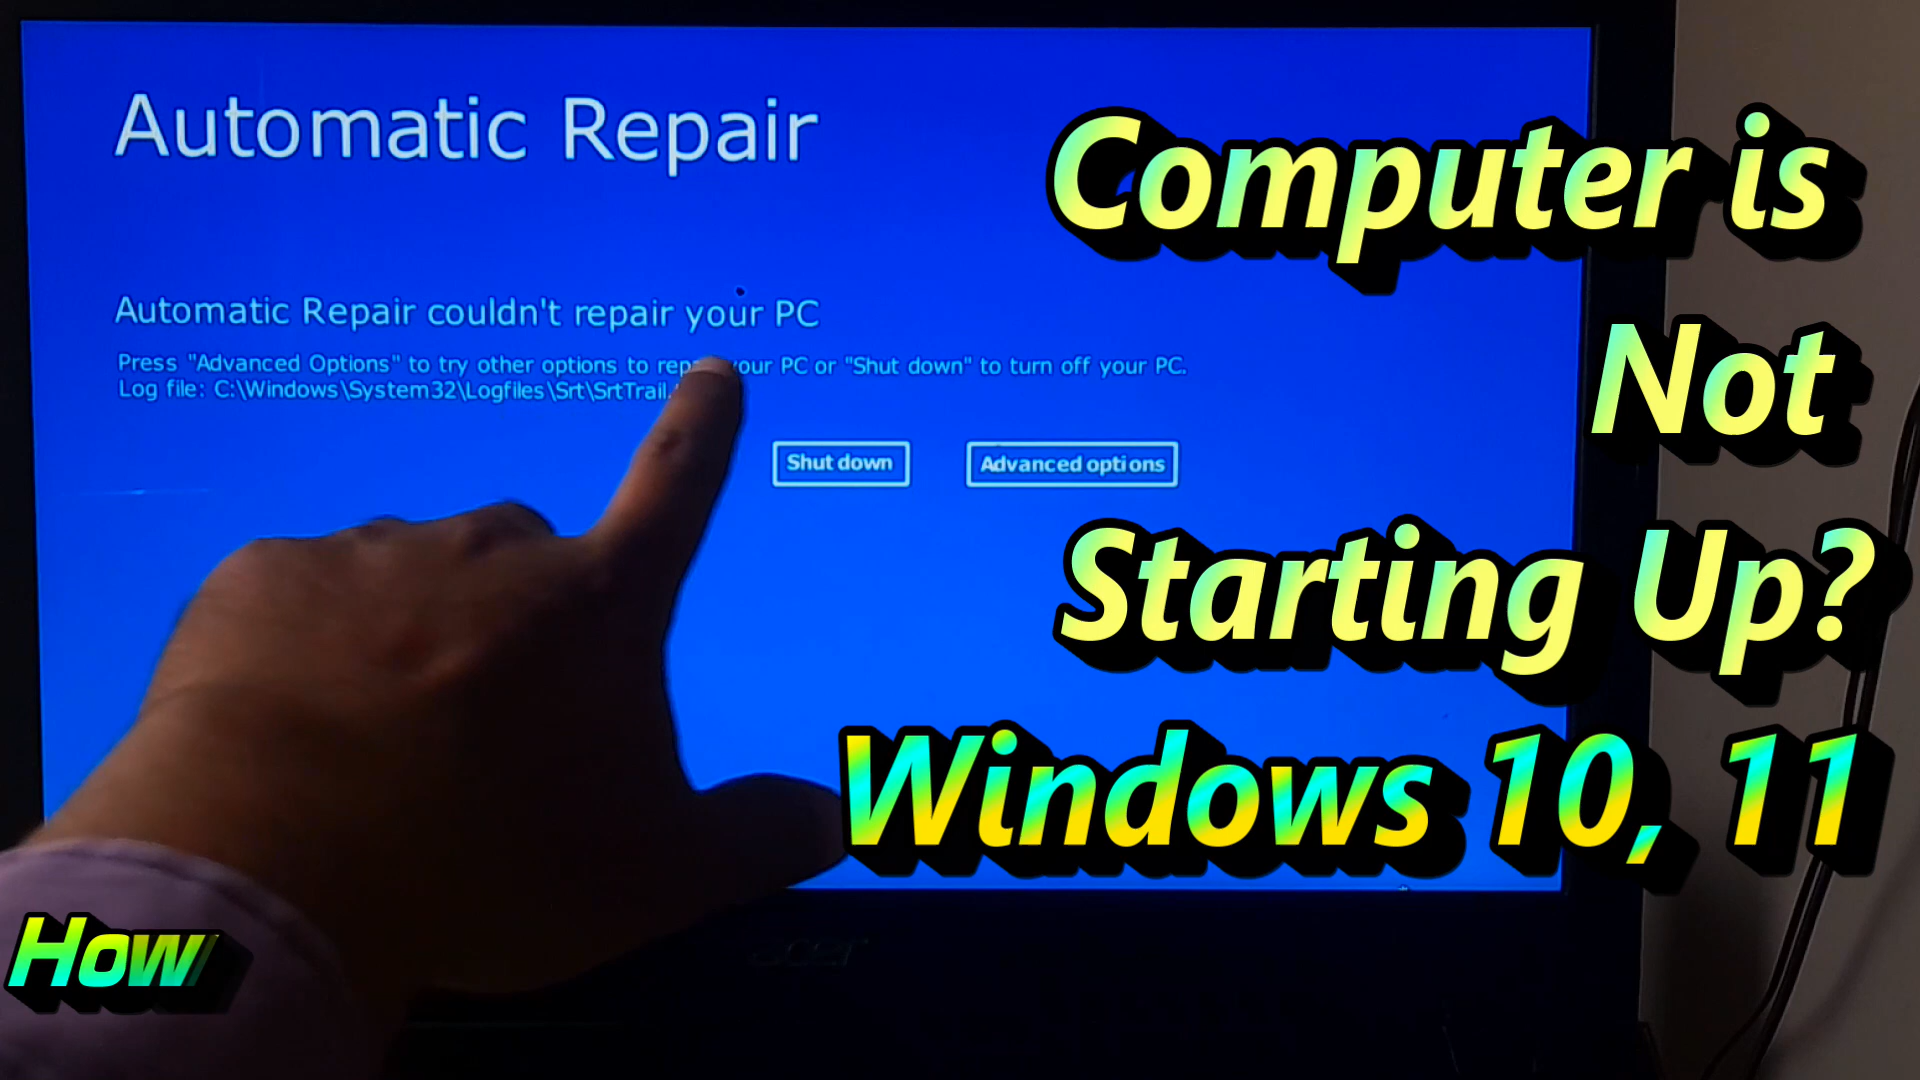 Automatic Repair
Automatic Repair couldn't repair your PC
Press "Advanced Options" to try other options to your PC or "Shut down" to turn off your PC.
Log file: C:\Windows\System32\Logfiles\Srt\SrtTrail.
Shut down
Advanced options
Computer is
Not
Starting Up?
Windows 10, 11
How
acer